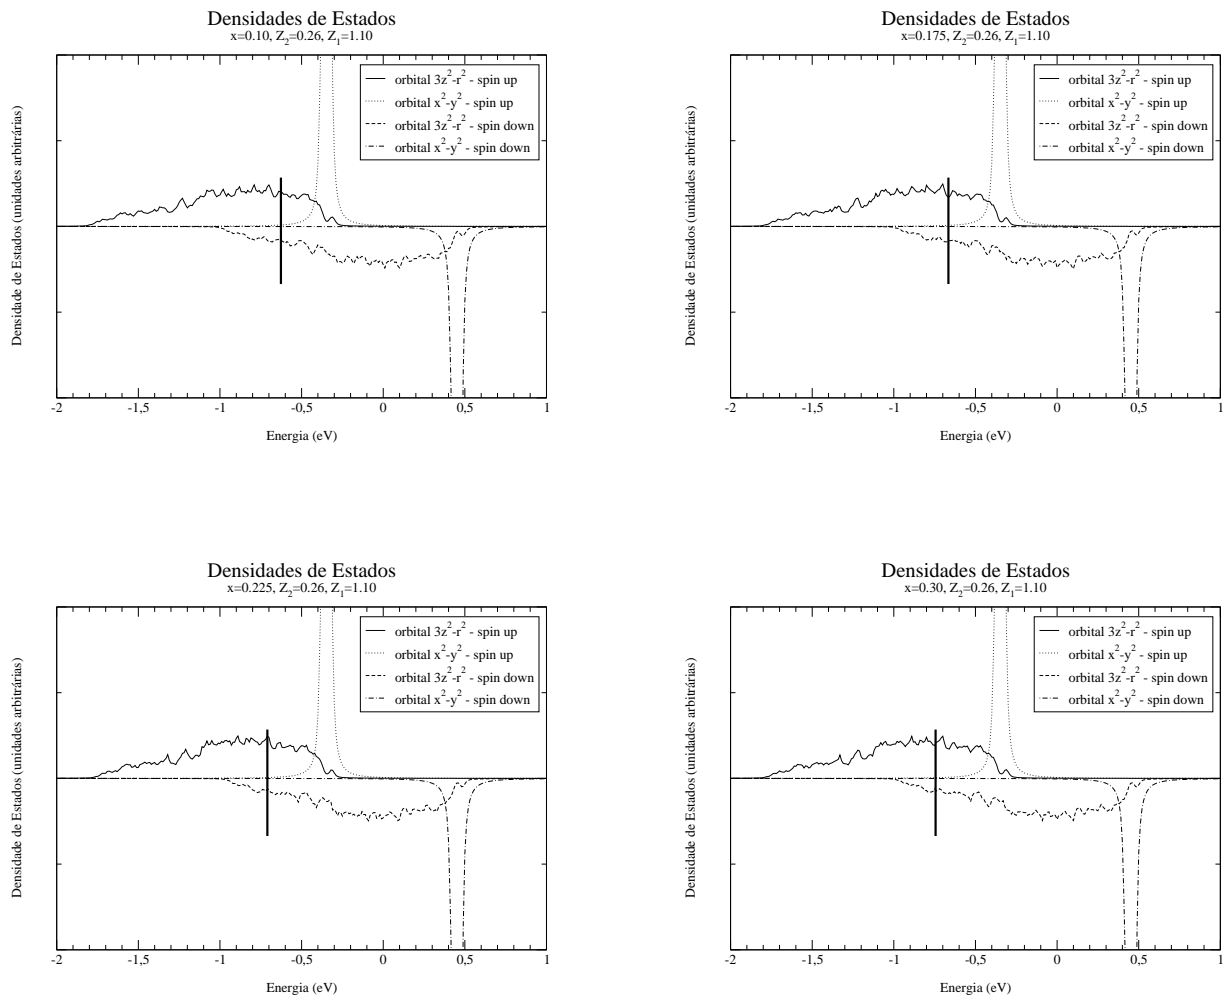 Densidades de Estados
x=0.10, Z₂=0.26, Z₁=1.10
orbital 3z²-r² - spin up
orbital x²-y² - spin up
orbital 3z²-r² - spin down
orbital x²-y² - spin down
Densidade de Estados (unidades arbitrárias)
-2 -1,5 -1 -0,5 0 0,5 1
Energia (eV)
Densidades de Estados
x=0.175, Z₂=0.26, Z₁=1.10
orbital 3z²-r² - spin up
orbital x²-y² - spin up
orbital 3z²-r² - spin down
orbital x²-y² - spin down
Densidade de Estados (unidades arbitrárias)
-2 -1,5 -1 -0,5 0 0,5 1
Energia (eV)
Densidades de Estados
x=0.225, Z₂=0.26, Z₁=1.10
orbital 3z²-r² - spin up
orbital x²-y² - spin up
orbital 3z²-r² - spin down
orbital x²-y² - spin down
Densidade de Estados (unidades arbitrárias)
-2 -1,5 -1 -0,5 0 0,5 1
Energia (eV)
Densidades de Estados
x=0.30, Z₂=0.26, Z₁=1.10
orbital 3z²-r² - spin up
orbital x²-y² - spin up
orbital 3z²-r² - spin down
orbital x²-y² - spin down
Densidade de Estados (unidades arbitrárias)
-2 -1,5 -1 -0,5 0 0,5 1
Energia (eV)